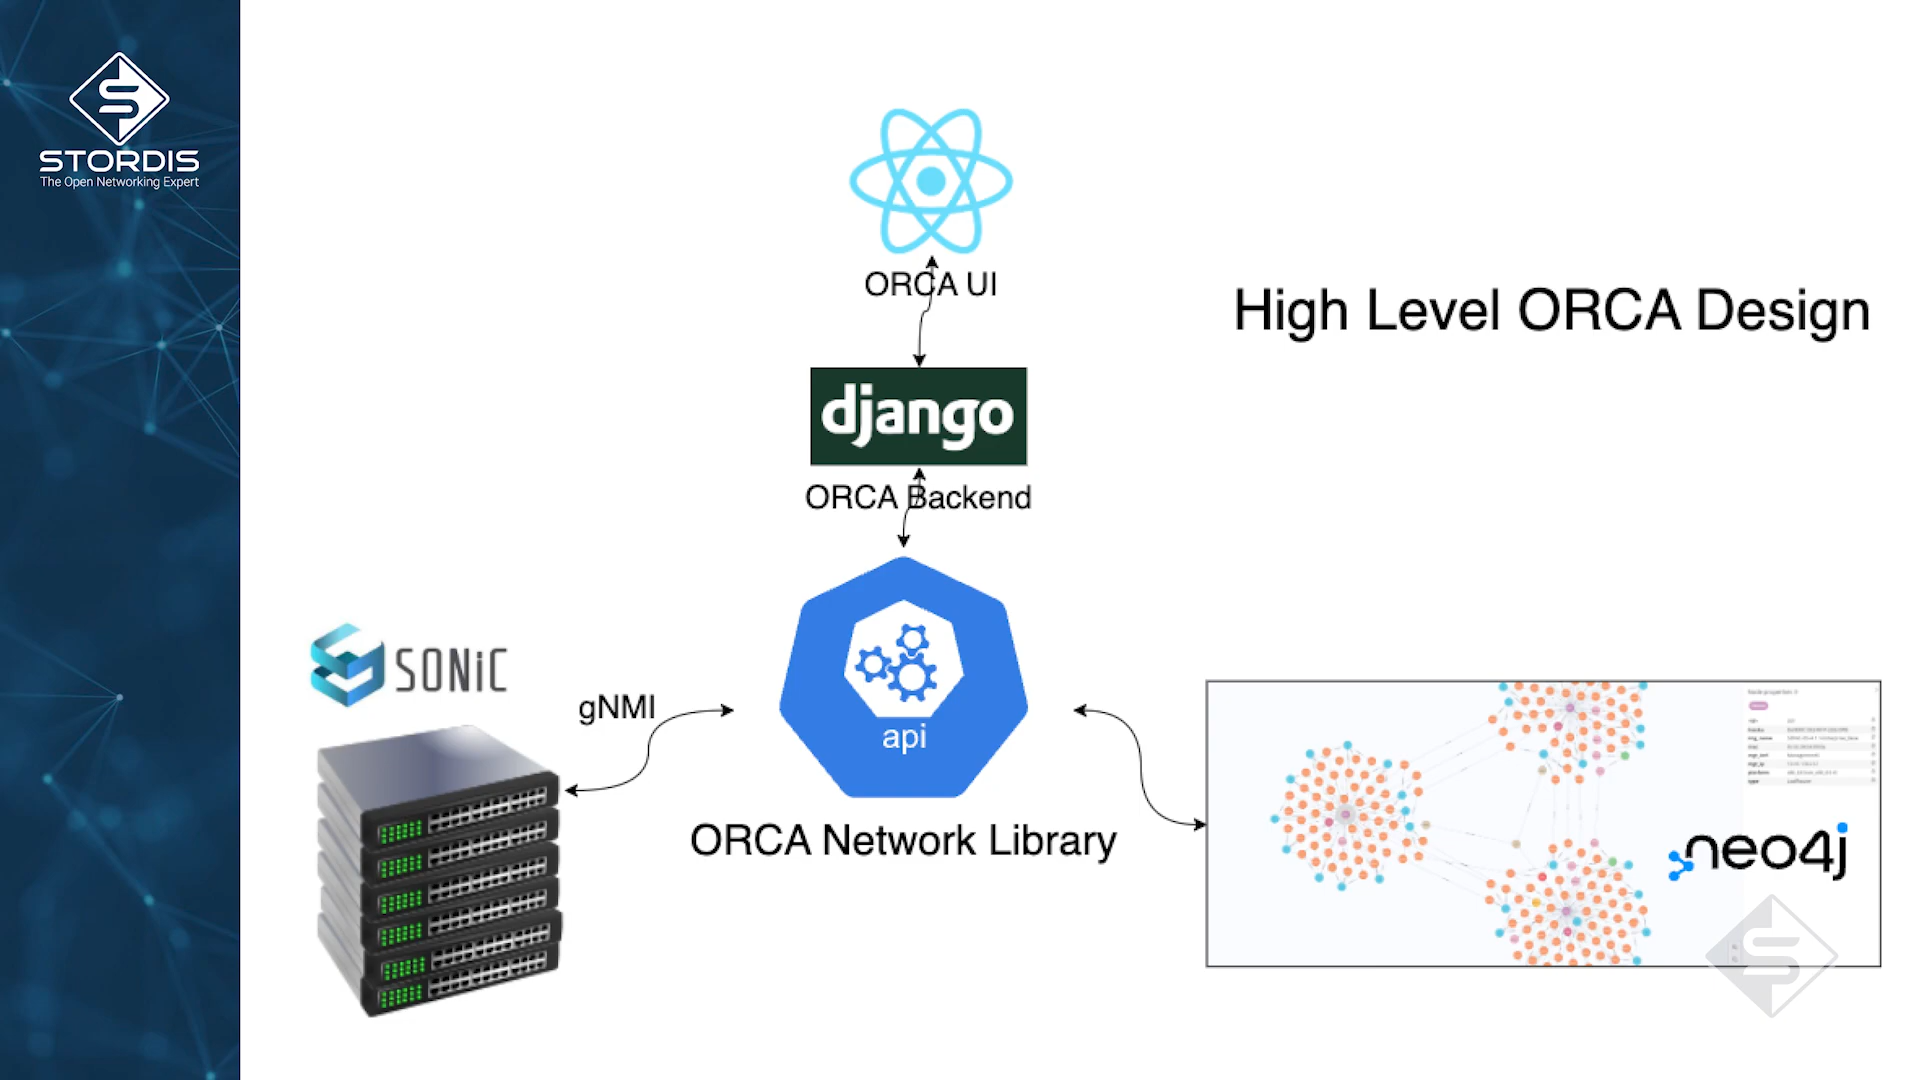 STORDIS
The Open Networking Expert
ORCA UI
High Level ORCA Design
django
ORCA Backend
SONiC
gNMI
api
ORCA Network Library
neo4j